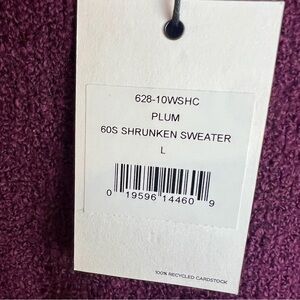 628-10WSHC
PLUM
60S SHRUNKEN SWEATER
L
0 19596 14460 9
100% RECYCLED CARDSTOCK